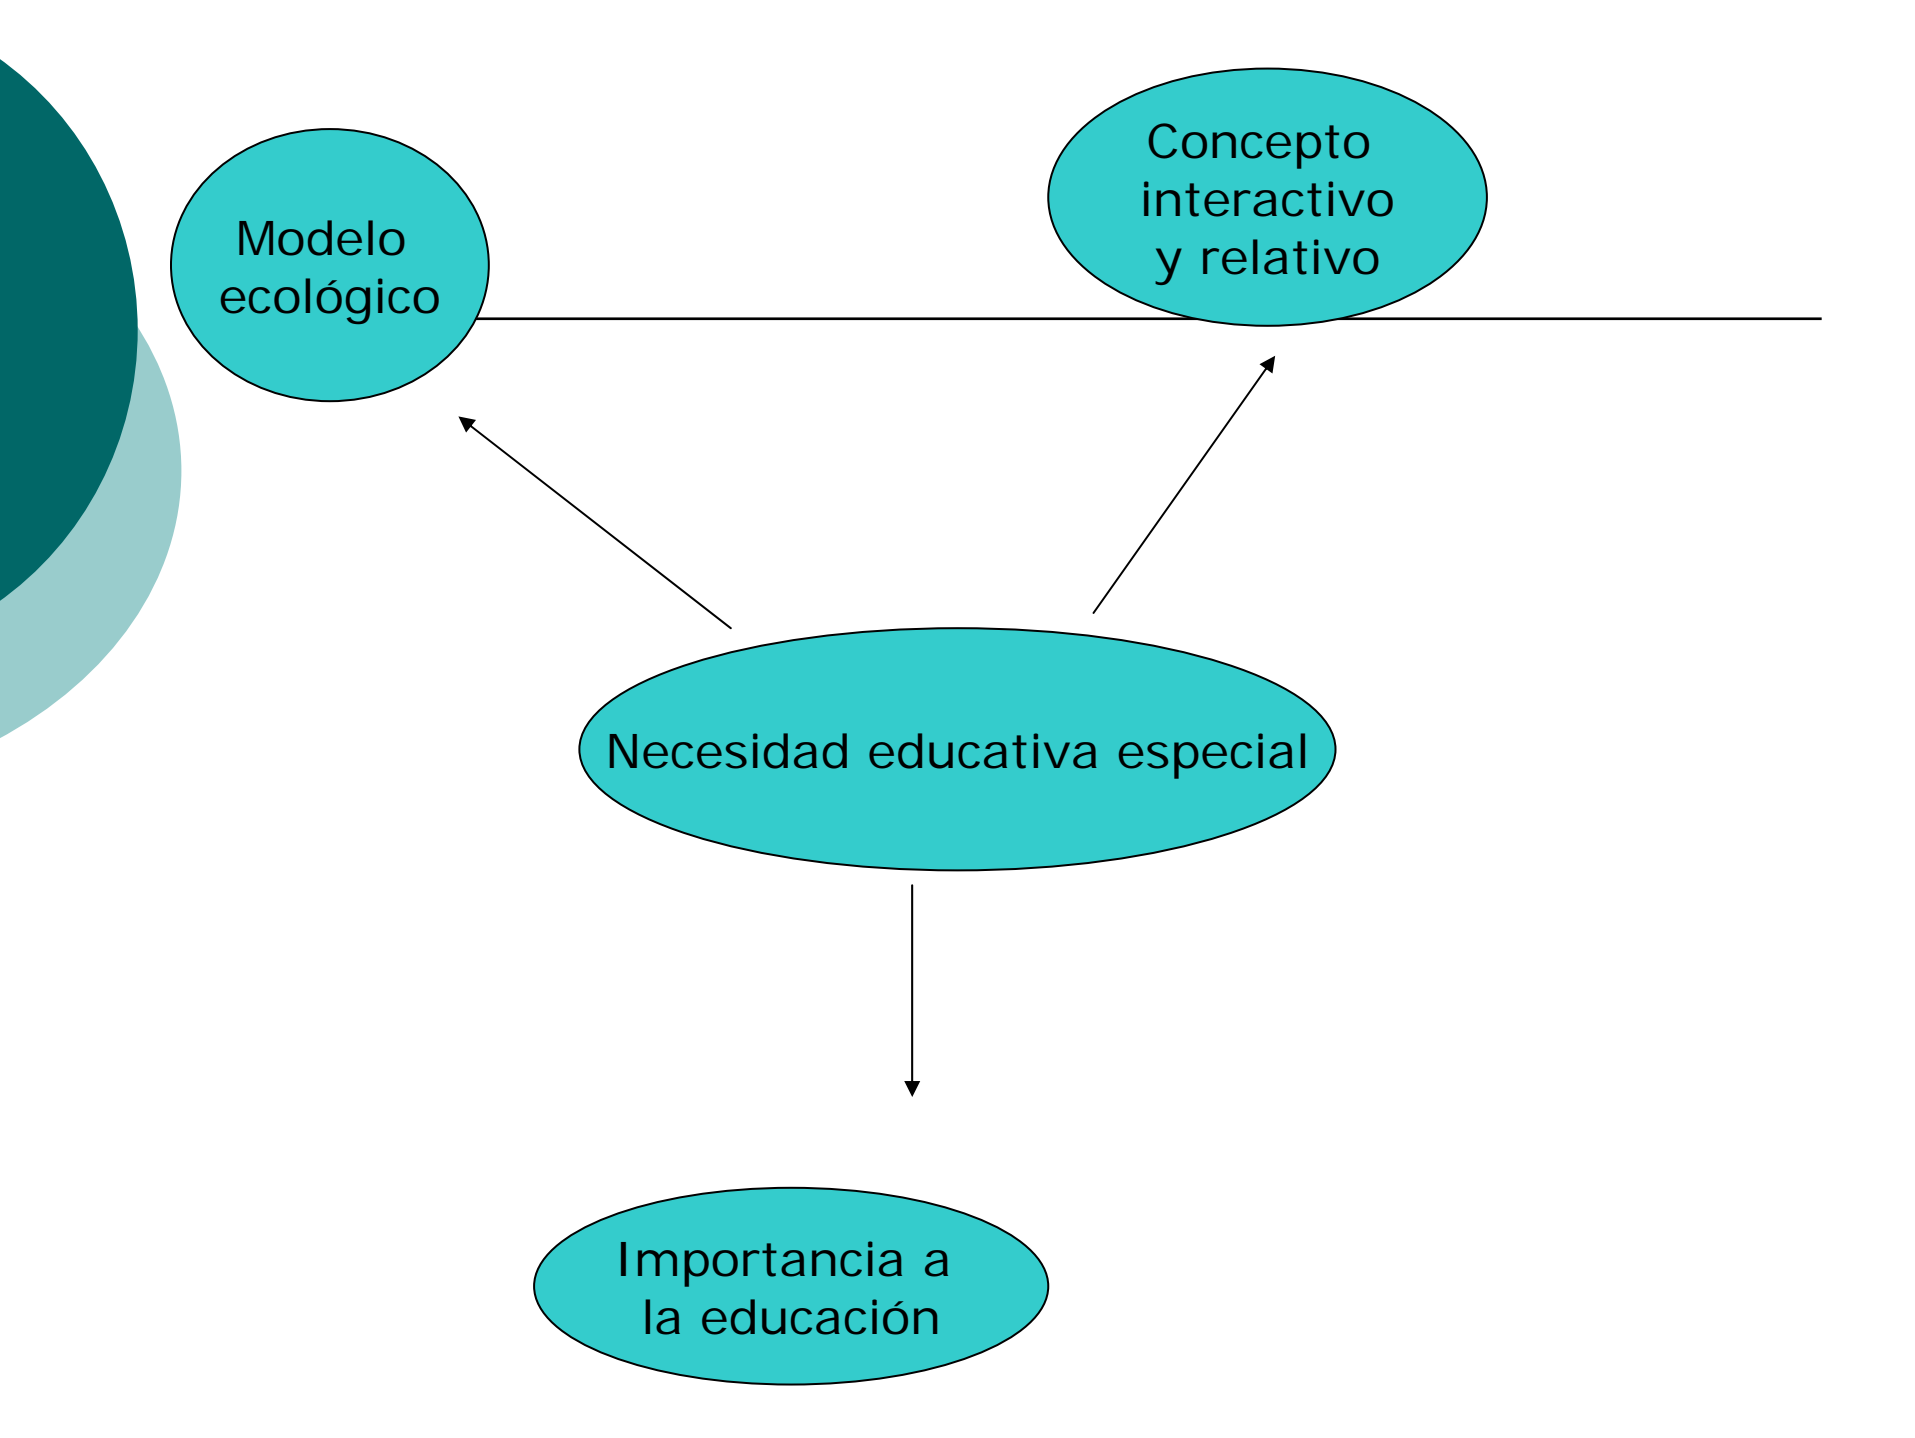 Modelo
ecológico
Concepto
interactivo
y relativo
Necesidad educativa especial
Importancia a
la educación